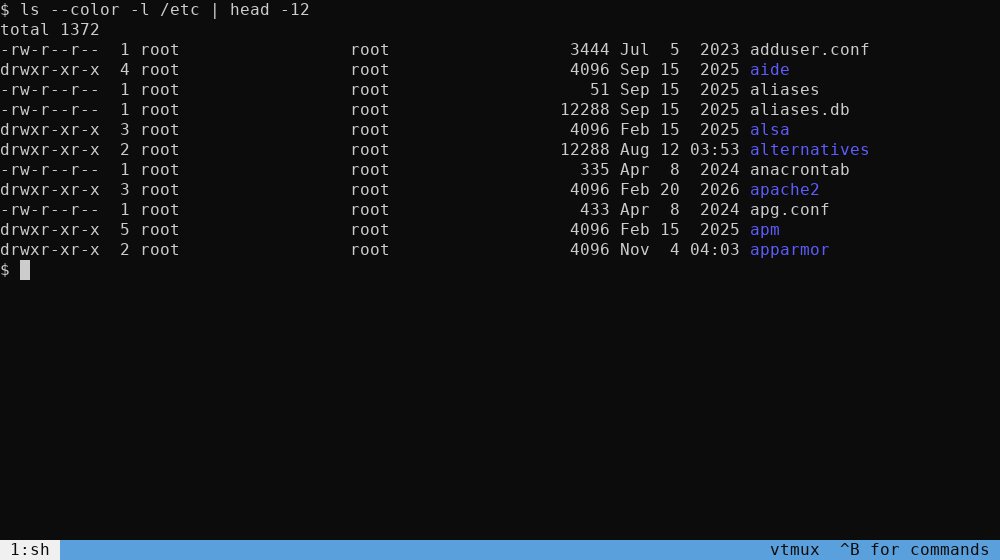 $ ls --color -l /etc | head -12
total 1372
-rw-r--r--  1 root                 root                  3444 Jul  5  2023 adduser.conf
drwxr-xr-x  4 root                 root                  4096 Sep 15  2025 aide
-rw-r--r--  1 root                 root                    51 Sep 15  2025 aliases
-rw-r--r--  1 root                 root                 12288 Sep 15  2025 aliases.db
drwxr-xr-x  3 root                 root                  4096 Feb 15  2025 alsa
drwxr-xr-x  2 root                 root                 12288 Aug 12 03:53 alternatives
-rw-r--r--  1 root                 root                   335 Apr  8  2024 anacrontab
drwxr-xr-x  3 root                 root                  4096 Feb 20  2026 apache2
-rw-r--r--  1 root                 root                   433 Apr  8  2024 apg.conf
drwxr-xr-x  5 root                 root                  4096 Feb 15  2025 apm
drwxr-xr-x  2 root                 root                  4096 Nov  4 04:03 apparmor
$
1:sh vtmux  ^B for commands